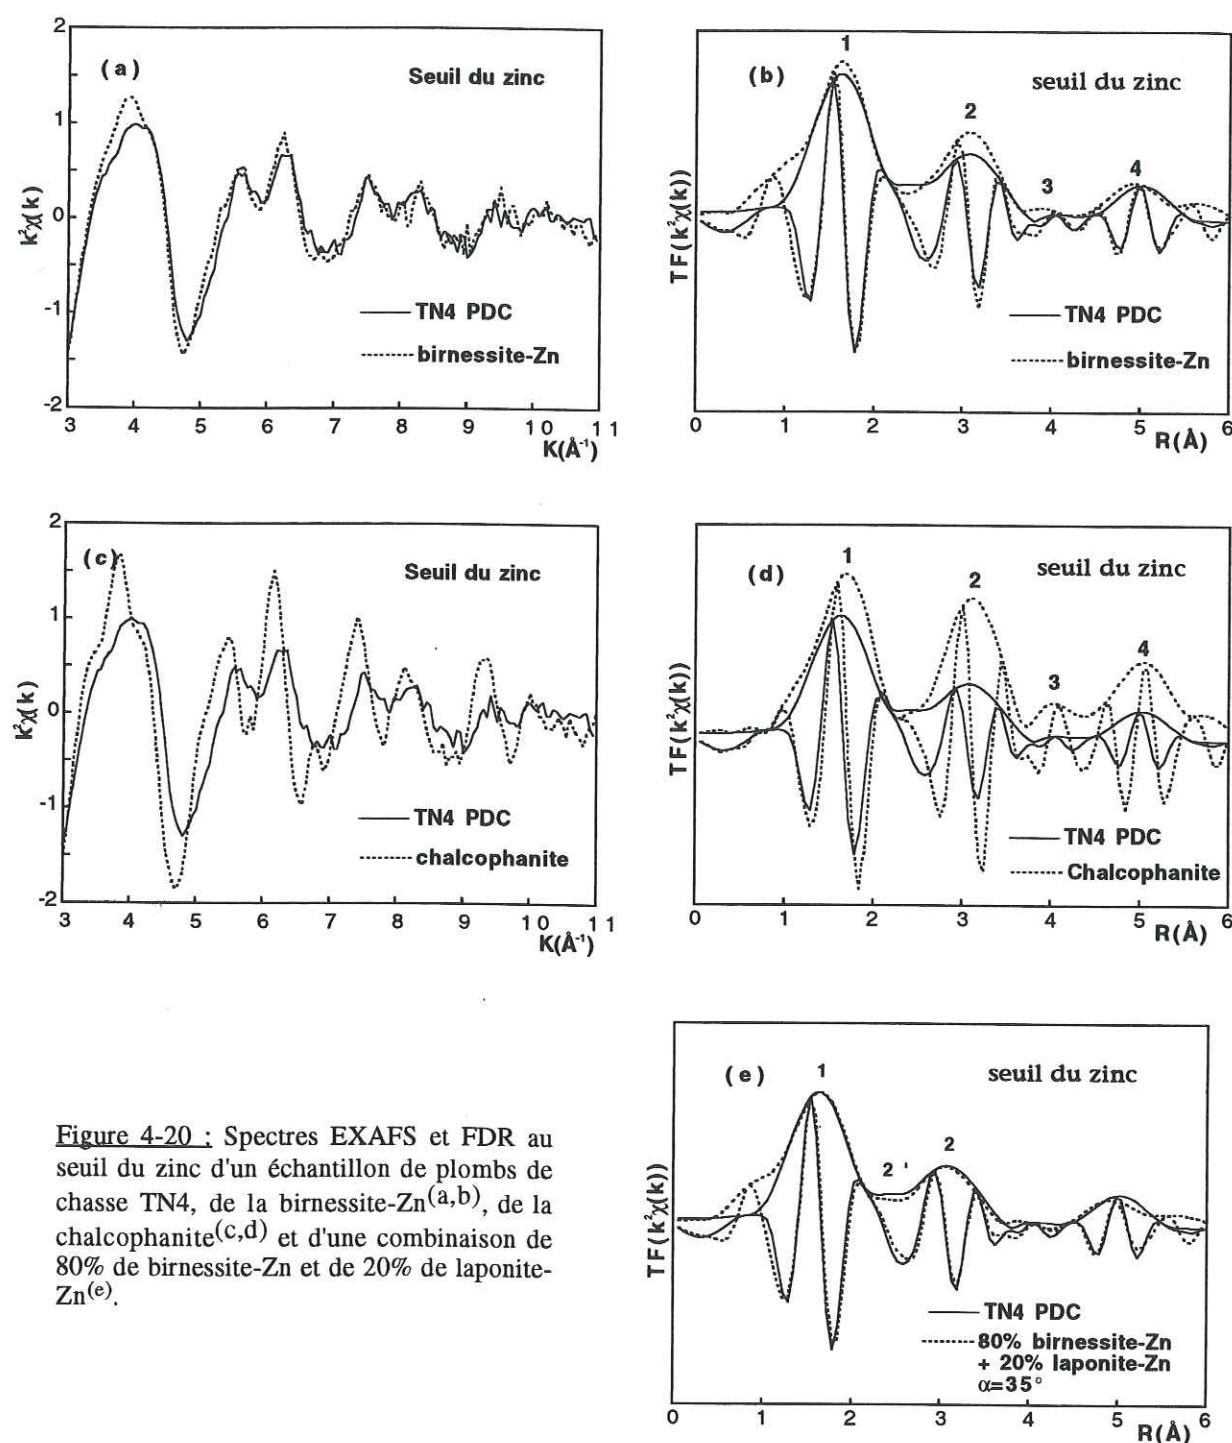 (a)
Seuil du zinc
k²χ(k)
2
1
0
-1
-2
TN4 PDC
birnessite-Zn
3 4 5 6 7 8 9 10 11
K(Å⁻¹)
(b)
seuil du zinc
1
2
3
4
TF(k²χ(k))
TN4 PDC
birnessite-Zn
0 1 2 3 4 5 6
R(Å)
(c)
Seuil du zinc
k²χ(k)
2
1
0
-1
-2
TN4 PDC
chalcophanite
3 4 5 6 7 8 9 10 11
K(Å⁻¹)
(d)
seuil du zinc
1
2
3
4
TF(k²χ(k))
TN4 PDC
Chalcophanite
0 1 2 3 4 5 6
R(Å)
(e)
seuil du zinc
1
2'
2
TF(k²χ(k))
TN4 PDC
80% birnessite-Zn
+ 20% laponite-Zn
α=35°
0 1 2 3 4 5 6
R(Å)
Figure 4-20 : Spectres EXAFS et FDR au
seuil du zinc d'un échantillon de plombs de
chasse TN4, de la birnessite-Zn(a,b), de la
chalcophanite(c,d) et d'une combinaison de
80% de birnessite-Zn et de 20% de laponite-
Zn(e).